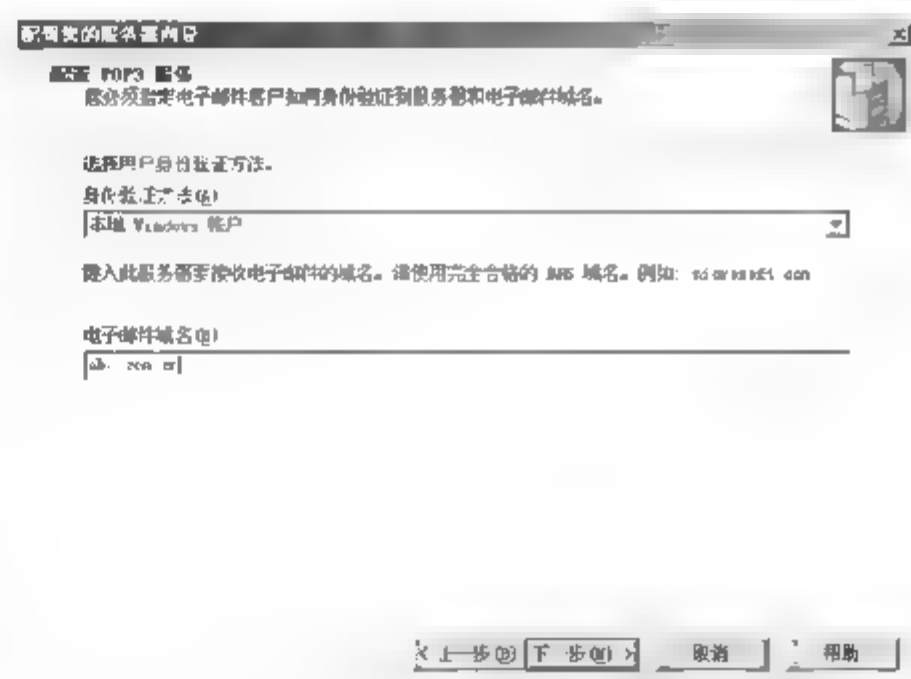 配置您的服务器向导
配置 POP3 服务
您必须指定电子邮件客户如何身份验证到服务器和电子邮件域名。
选择用户身份验证方法。
身份验证方法(A)
本地 Windows 帐户
键入此服务器要接收电子邮件的域名。请使用完全合格的 DNS 域名。例如: microsoft.com
电子邮件域名(E)
< 上一步(B) 下一步(N) > 取消 帮助